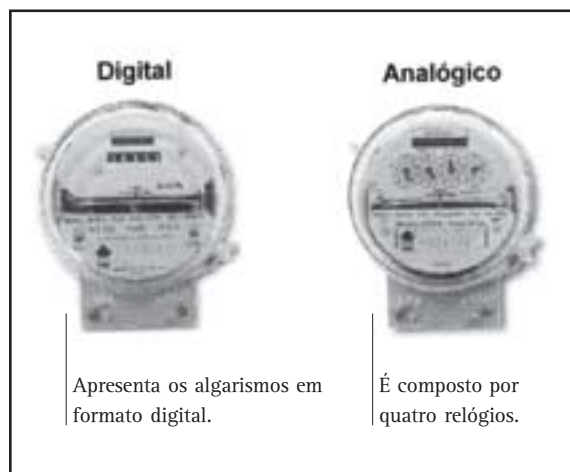 Digital
Analógico
Apresenta os algarismos em
formato digital.
É composto por
quatro relógios.